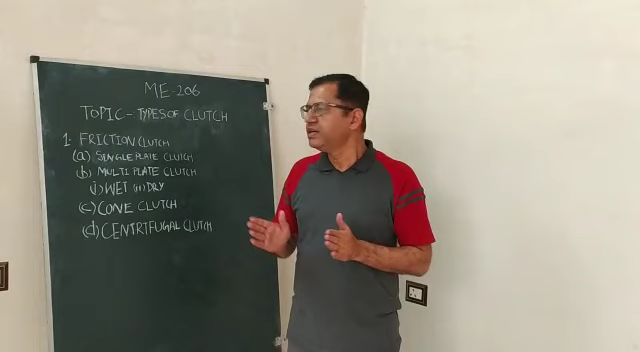 ME-206
TOPIC- TYPES OF CLUTCH
1. FRICTION CLUTCH
(a) SINGLE PLATE CLUTCH
(b) MULTI PLATE CLUTCH
(i) WET (ii) DRY
(c) CONE CLUTCH
(d) CENTRIFUGAL CLUTCH